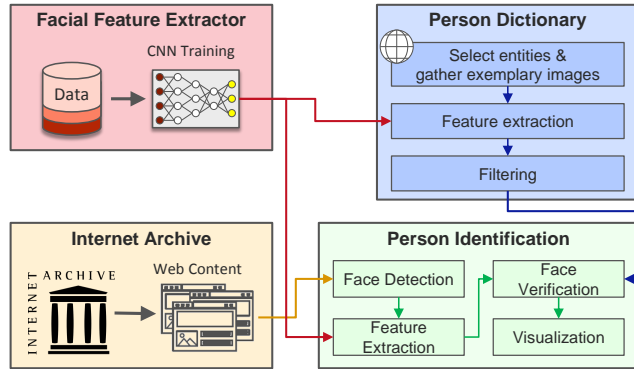 Facial Feature Extractor
CNN Training
Data
Person Dictionary
Select entities &
gather exemplary images
Feature extraction
Filtering
Internet Archive
INTERNET
ARCHIVE
Web Content
Person Identification
Face Detection
Feature
Extraction
Face
Verification
Visualization